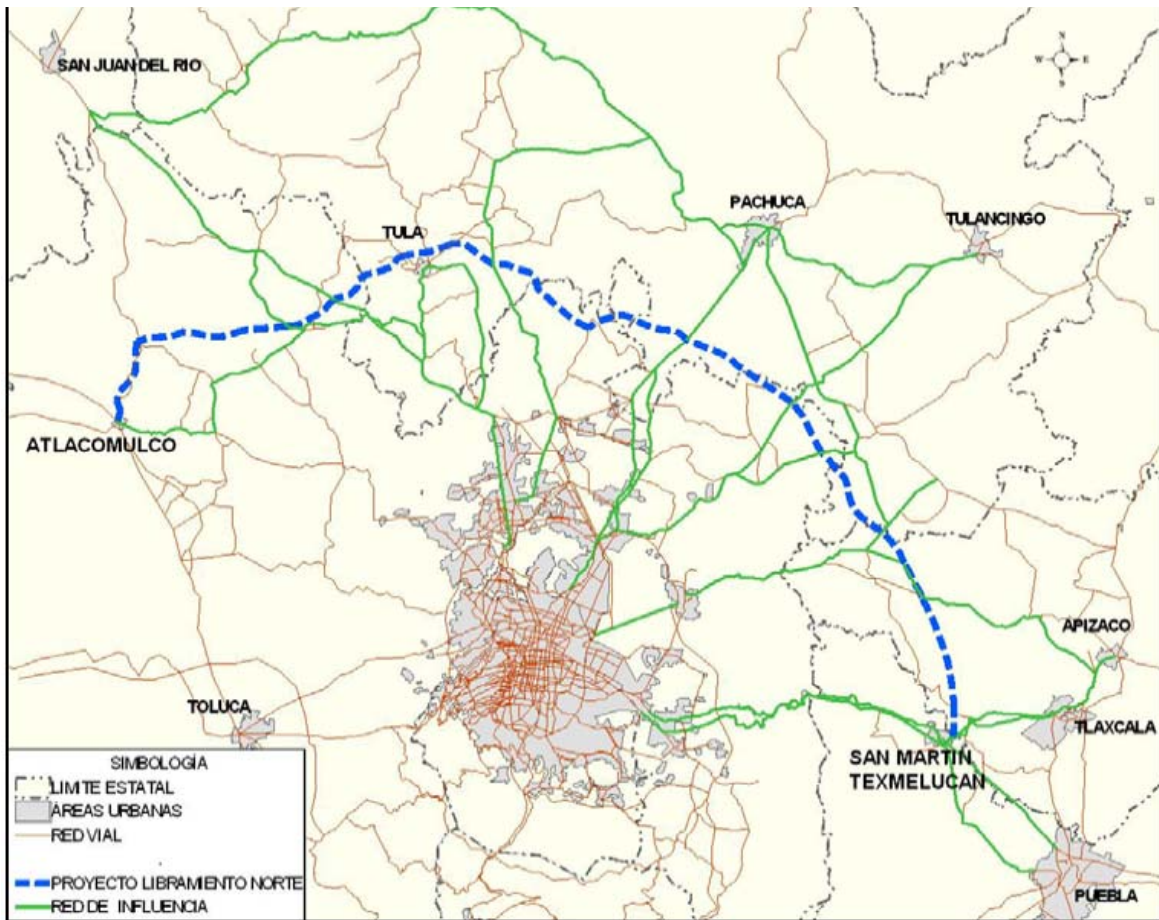 SAN JUAN DEL RIO
N
W E
S
PACHUCA
TULANCINGO
TULA
ATLACOMULCO
APIZACO
TOLUCA
TLAXCALA
SAN MARTIN
TEXMELUCAN
PUEBLA
SIMBOLOGÍA
LIMITE ESTATAL
ÁREAS URBANAS
RED VIAL
PROYECTO LIBRAMIENTO NORTE
RED DE INFLUENCIA